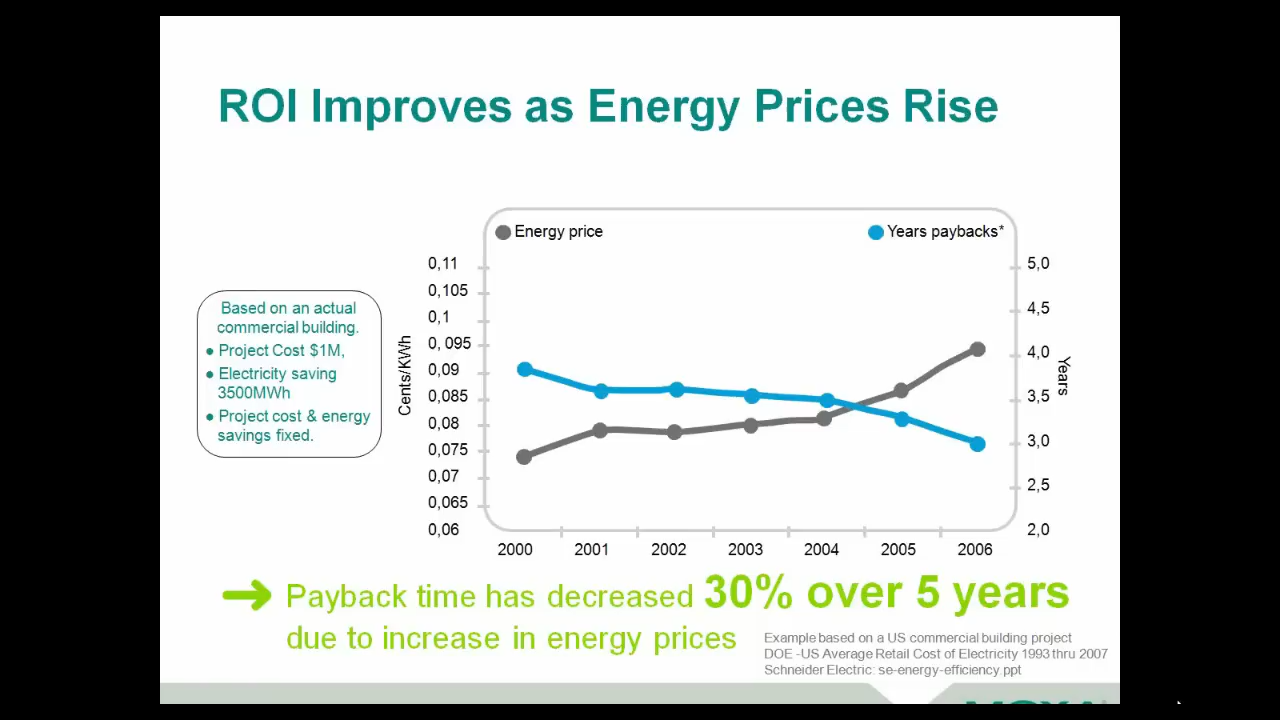 ROI Improves as Energy Prices Rise
Energy price
Years paybacks*
0,11
0,105
0,1
0,095
0,09
0,085
0,08
0,075
0,07
0,065
0,06
Cents/KWh
5,0
4,5
4,0
3,5
3,0
2,5
2,0
Years
2000 2001 2002 2003 2004 2005 2006
Based on an actual
commercial building.
● Project Cost $1M,
● Electricity saving
3500MWh
● Project cost & energy
savings fixed.
Payback time has decreased 30% over 5 years
due to increase in energy prices
Example based on a US commercial building project
DOE -US Average Retail Cost of Electricity 1993 thru 2007
Schneider Electric: se-energy-efficiency.ppt